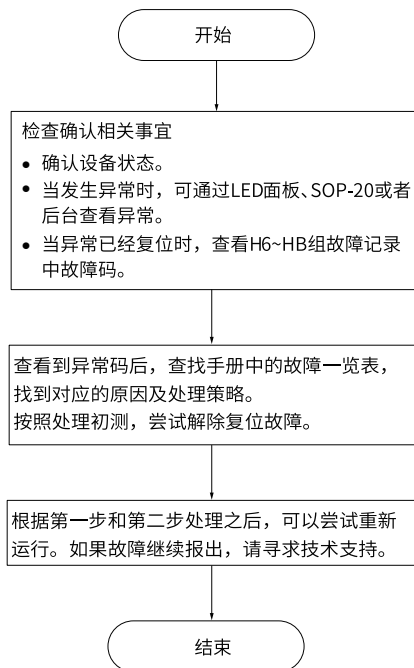 开始
检查确认相关事宜
• 确认设备状态。
• 当发生异常时，可通过LED面板、SOP-20或者
后台查看异常。
• 当异常已经复位时，查看H6~HB组故障记录
中故障码。
查看到异常码后，查找手册中的故障一览表，
找到对应的原因及处理策略。
按照处理初测，尝试解除复位故障。
根据第一步和第二步处理之后，可以尝试重新
运行。如果故障继续报出，请寻求技术支持。
结束